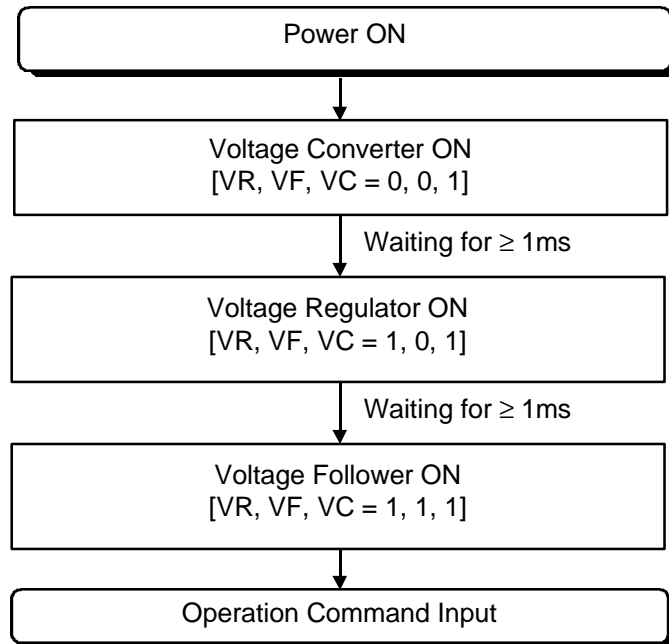 Power ON
Voltage Converter ON
[VR, VF, VC = 0, 0, 1]
Waiting for ≥ 1ms
Voltage Regulator ON
[VR, VF, VC = 1, 0, 1]
Waiting for ≥ 1ms
Voltage Follower ON
[VR, VF, VC = 1, 1, 1]
Operation Command Input